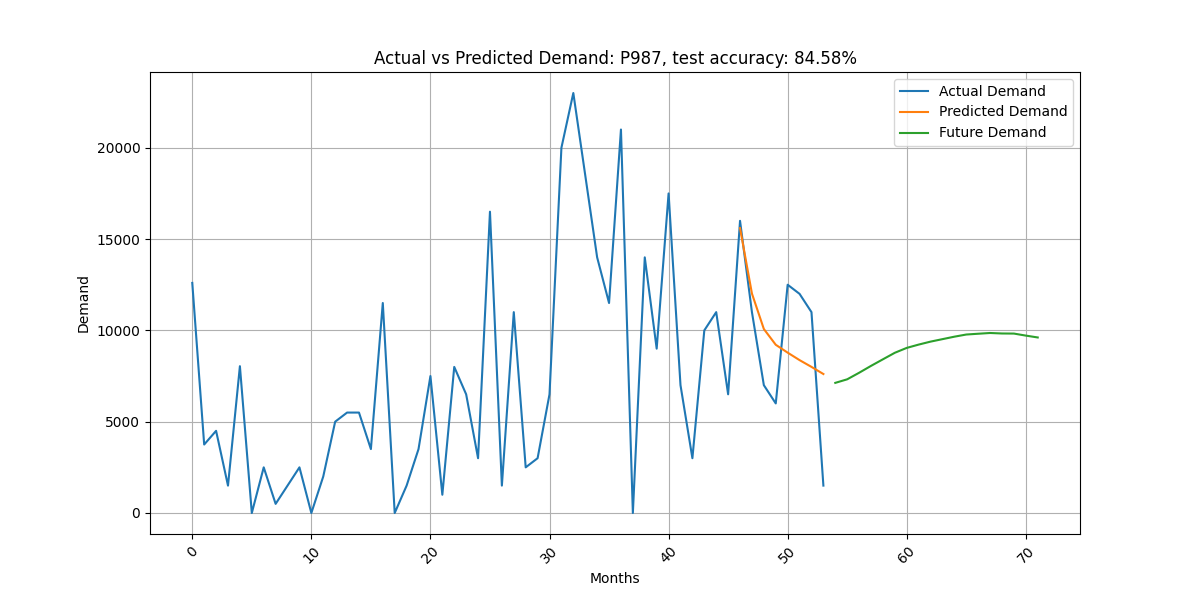 Actual vs Predicted Demand: P987, test accuracy: 84.58%
Actual Demand
Predicted Demand
Future Demand
Demand
20000
15000
10000
5000
0
0
10
20
30
40
50
60
70
Months